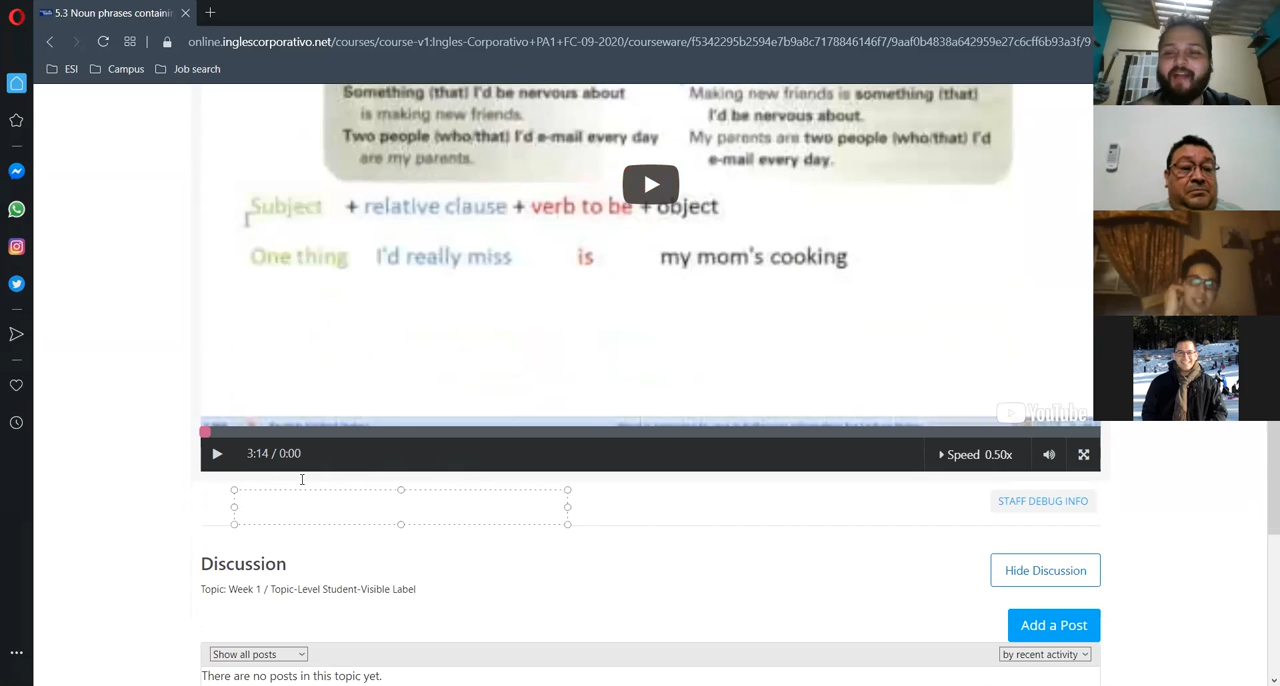 5.3 Noun phrases containi
online.inglescorporativo.net/courses/course-v1:Ingles-Corporativo+PA1+FC-09-2020/courseware/f5342295b2594e7b9a8c7178846146f7/9aaf0b4838a642959e27c6cff6b93a3f/9
ESI Campus Job search
Something (that) I'd be nervous about
is making new friends.
Two people (who/that) I'd e-mail every day
are my parents.
Making new friends is something (that)
I'd be nervous about.
My parents are two people (who/that) I'd
e-mail every day.
Subject + relative clause + verb to be + object
One thing I'd really miss is my mom's cooking
YouTube
3:14 / 0:00
Speed 0.50x
STAFF DEBUG INFO
Discussion
Hide Discussion
Topic: Week 1 / Topic-Level Student-Visible Label
Add a Post
Show all posts
by recent activity
There are no posts in this topic yet.